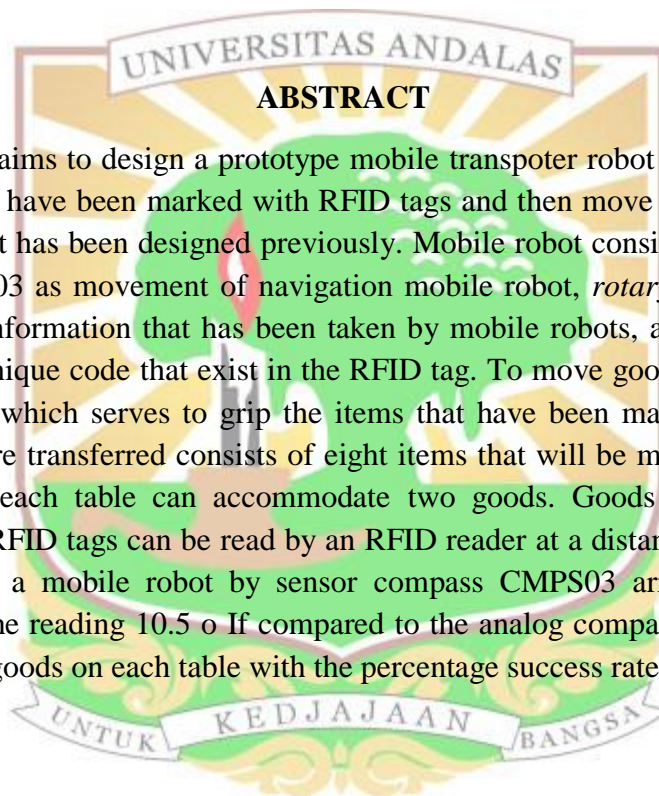 UNIVERSITAS ANDALAS
ABSTRACT
aims to design a prototype mobile transpoter robot
have been marked with RFID tags and then move
t has been designed previously. Mobile robot consi
03 as movement of navigation mobile robot, rotary
nformation that has been taken by mobile robots, a
nique code that exist in the RFID tag. To move goo
which serves to grip the items that have been ma
re transferred consists of eight items that will be m
each table can accommodate two goods. Goods
RFID tags can be read by an RFID reader at a distan
a mobile robot by sensor compass CMPS03 ar
ne reading 10.5 o If compared to the analog compa
goods on each table with the percentage success rate
UNTUK KEDJAJAAN BANGSA